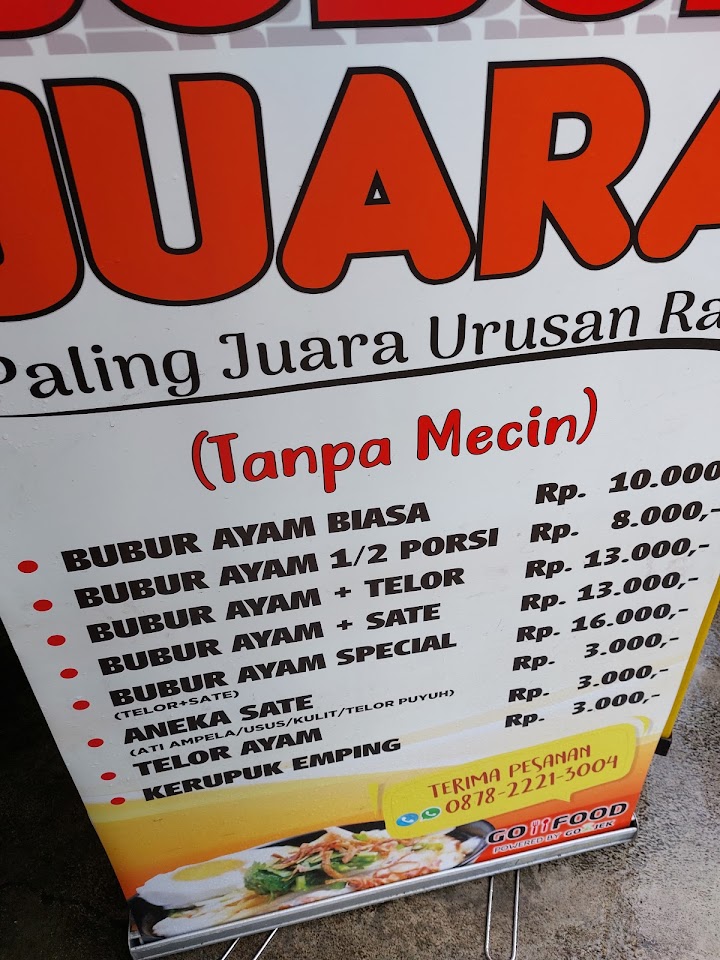 JUARA
Paling Juara Urusan Ra
(Tanpa Mecin)
• BUBUR AYAM BIASA Rp. 10.000
• BUBUR AYAM 1/2 PORSI Rp. 8.000,-
• BUBUR AYAM + TELOR Rp. 13.000,-
• BUBUR AYAM + SATE Rp. 13.000,-
• BUBUR AYAM SPECIAL Rp. 16.000,-
(TELOR+SATE)
• ANEKA SATE Rp. 3.000,-
(ATI AMPELA/USUS/KULIT/TELOR PUYUH)
• TELOR AYAM Rp. 3.000,-
• KERUPUK EMPING Rp. 3.000,-
TERIMA PESANAN
0878-2221-3004
GO FOOD
POWERED BY GO JEK